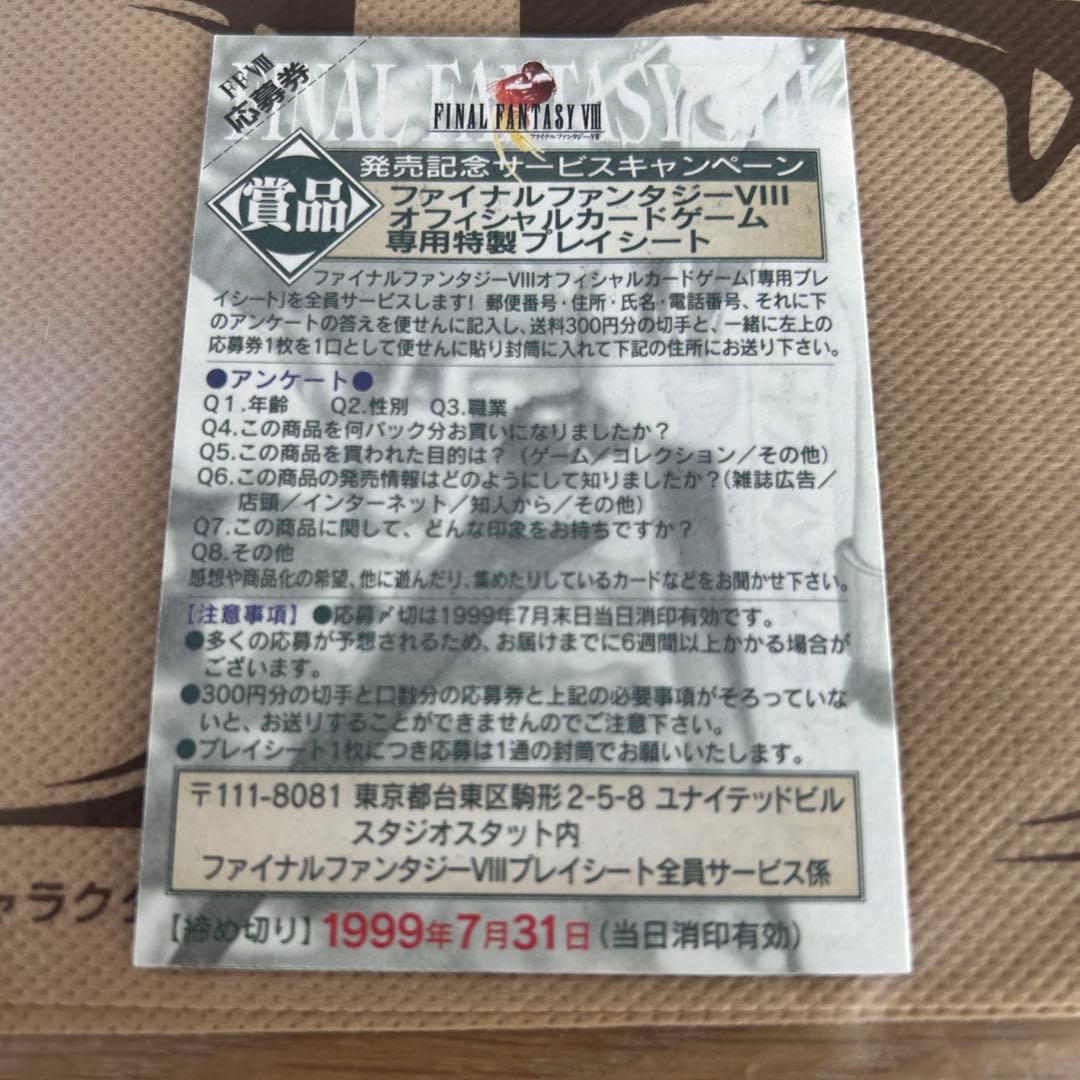 FFⅧ
応募券
FINAL FANTASY VIII
FINAL FANTASY VIII
ファイナルファンタジーⅧ
発売記念サービスキャンペーン
賞品
ファイナルファンタジーVIII
オフィシャルカードゲーム
専用特製プレイシート
ファイナルファンタジーVIIIオフィシャルカードゲーム「専用プレ
イシート」を全員サービスします！郵便番号・住所・氏名・電話番号、それに下
のアンケートの答えを便せんに記入し、送料300円分の切手と、一緒に左上の
応募券1枚を1口として便せんに貼り封筒に入れて下記の住所にお送り下さい。
●アンケート●
Q1.年齢 Q2.性別 Q3.職業
Q4.この商品を何パック分お買いになりましたか？
Q5.この商品を買われた目的は？（ゲーム／コレクション／その他）
Q6.この商品の発売情報はどのようにして知りましたか？（雑誌広告／
店頭／インターネット／知人から／その他）
Q7.この商品に関して、どんな印象をお持ちですか？
Q8.その他
感想や商品化の希望、他に遊んだり、集めたりしているカードなどをお聞かせ下さい。
【注意事項】●応募〆切は1999年7月末日当日消印有効です。
●多くの応募が予想されるため、お届けまでに6週間以上かかる場合が
ございます。
●300円分の切手と口数分の応募券と上記の必要事項がそろっていな
いと、お送りすることができませんのでご注意下さい。
●プレイシート1枚につき応募は1通の封筒でお願いいたします。
〒111-8081 東京都台東区駒形2-5-8 ユナイテッドビル
スタジオスタット内
ファイナルファンタジーVIIIプレイシート全員サービス係
【締め切り】1999年7月31日（当日消印有効）
ャラク